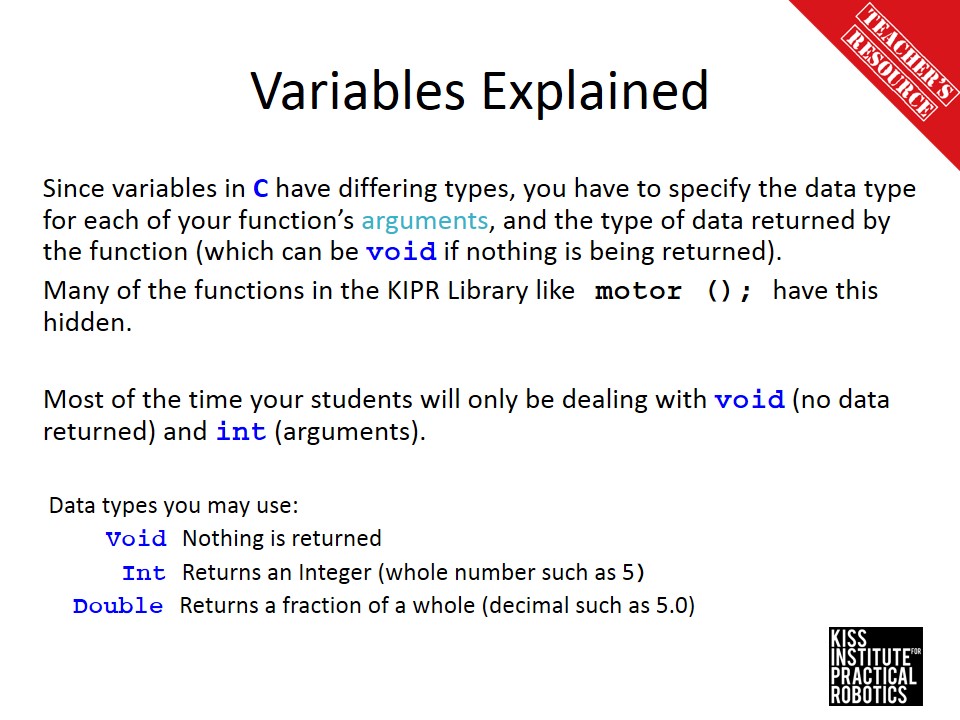 TEACHER'S
RESOURCE
Variables Explained
Since variables in C have differing types, you have to specify the data type
for each of your function’s arguments, and the type of data returned by
the function (which can be void if nothing is being returned).
Many of the functions in the KIPR Library like motor (); have this
hidden.
Most of the time your students will only be dealing with void (no data
returned) and int (arguments).
Data types you may use:
Void Nothing is returned
Int Returns an Integer (whole number such as 5)
Double Returns a fraction of a whole (decimal such as 5.0)
KISS
INSTITUTE FOR
PRACTICAL
ROBOTICS